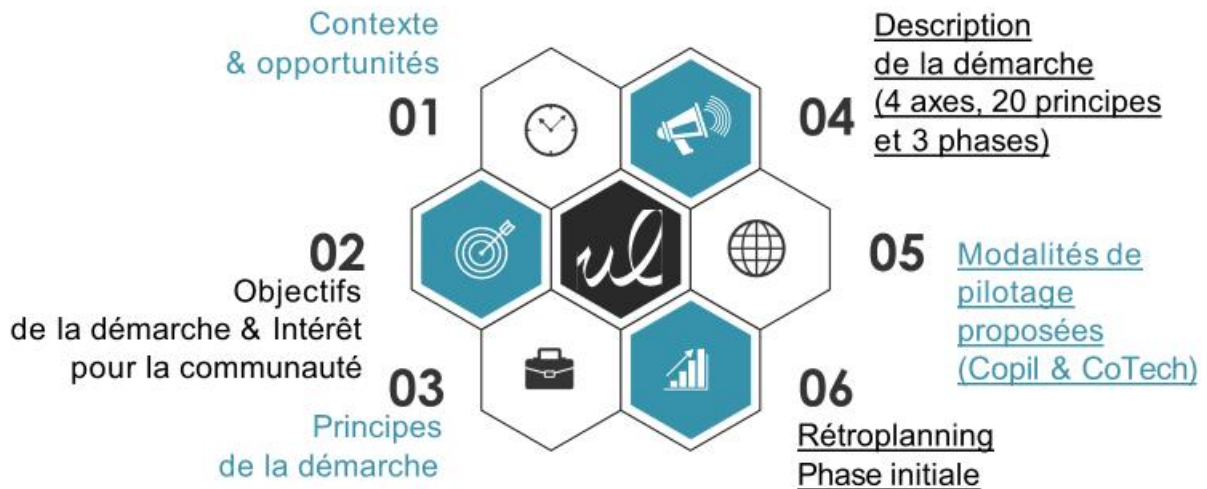 Contexte
& opportunités
01
02
Objectifs
de la démarche & Intérêt
pour la communauté
03
Principes
de la démarche
ul
04
Description
de la démarche
(4 axes, 20 principes
et 3 phases)
05
Modalités de
pilotage
proposées
(Copil & CoTech)
06
Rétroplanning
Phase initiale